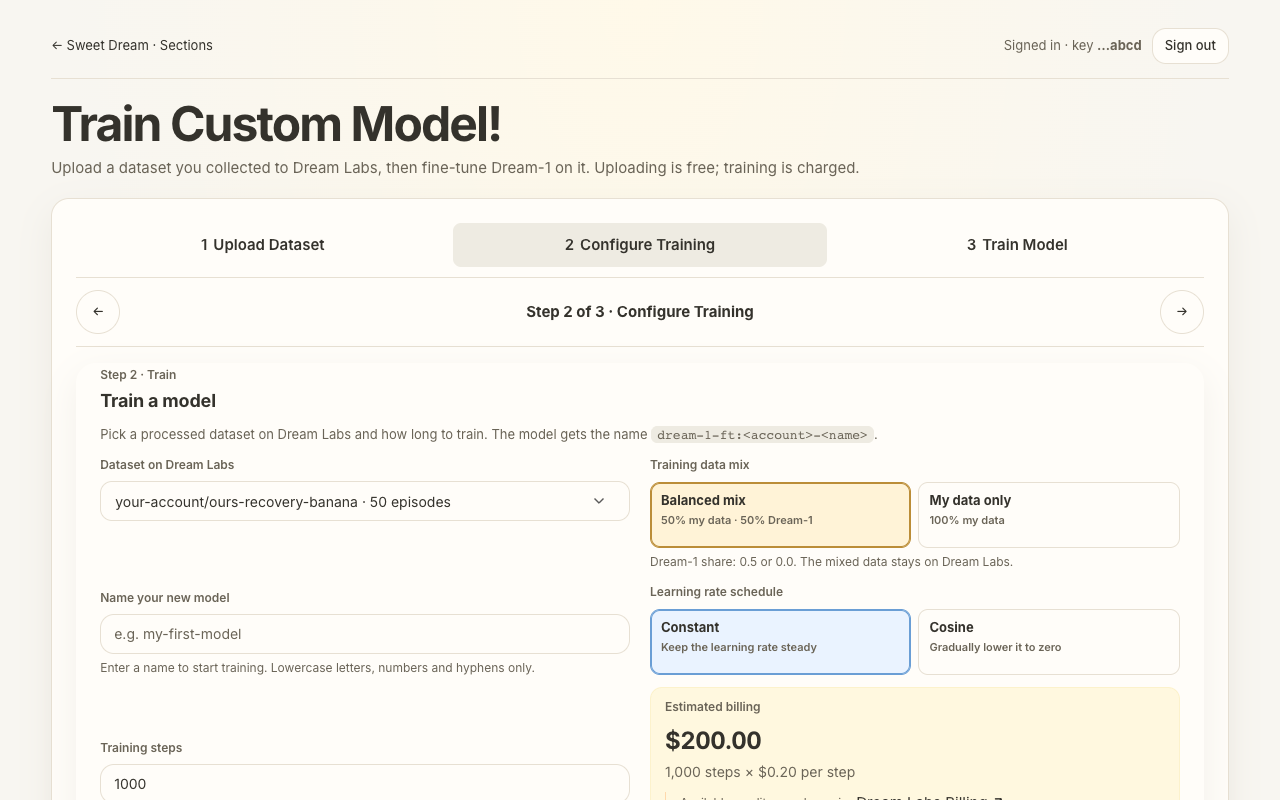 ← Sweet Dream · Sections
Signed in · key …abcd
Sign out
Train Custom Model!
Upload a dataset you collected to Dream Labs, then fine-tune Dream-1 on it. Uploading is free; training is charged.
1 Upload Dataset
2 Configure Training
3 Train Model
←
Step 2 of 3 · Configure Training
→
Step 2 · Train
Train a model
Pick a processed dataset on Dream Labs and how long to train. The model gets the name dream-1-ft:<account>-<name>.
Dataset on Dream Labs
your-account/ours-recovery-banana · 50 episodes
Training data mix
Balanced mix
50% my data · 50% Dream-1
My data only
100% my data
Dream-1 share: 0.5 or 0.0. The mixed data stays on Dream Labs.
Name your new model
e.g. my-first-model
Enter a name to start training. Lowercase letters, numbers and hyphens only.
Learning rate schedule
Constant
Keep the learning rate steady
Cosine
Gradually lower it to zero
Training steps
1000
Estimated billing
$200.00
1,000 steps × $0.20 per step
Dream Labs Billing